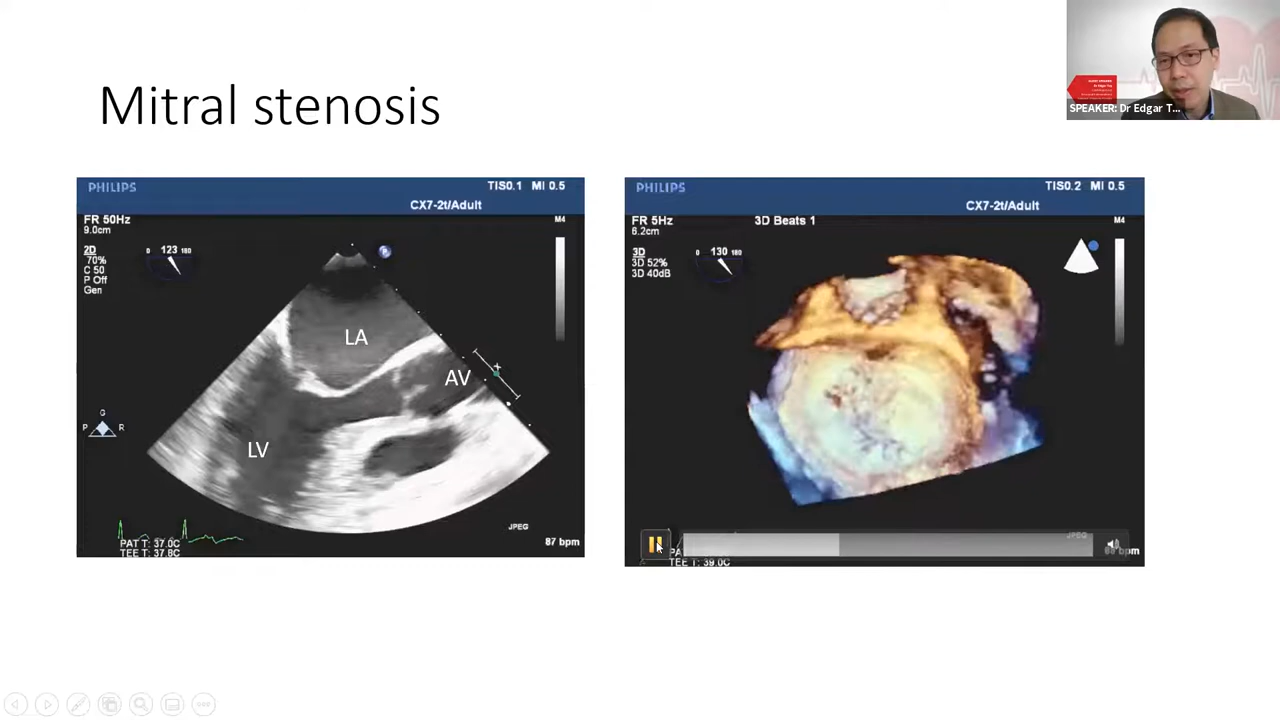 SPEAKER: Dr Edgar T...
Mitral stenosis
PHILIPS
TIS0.1 MI 0.5
CX7-2t/Adult
FR 50Hz
9.0cm
M4
2D
70%
C 50
P Off
Gen
0 123 180
LA
AV
LV
G
P R
JPEG
PAT T: 37.0C
TEE T: 37.8C
87 bpm
PHILIPS
TIS0.2 MI 0.5
CX7-2t/Adult
FR 5Hz
6.2cm
3D Beats 1
M4
3D
3D 52%
3D 40dB
0 130 180
JPEG
PA
TEE T: 39.0C
bpm